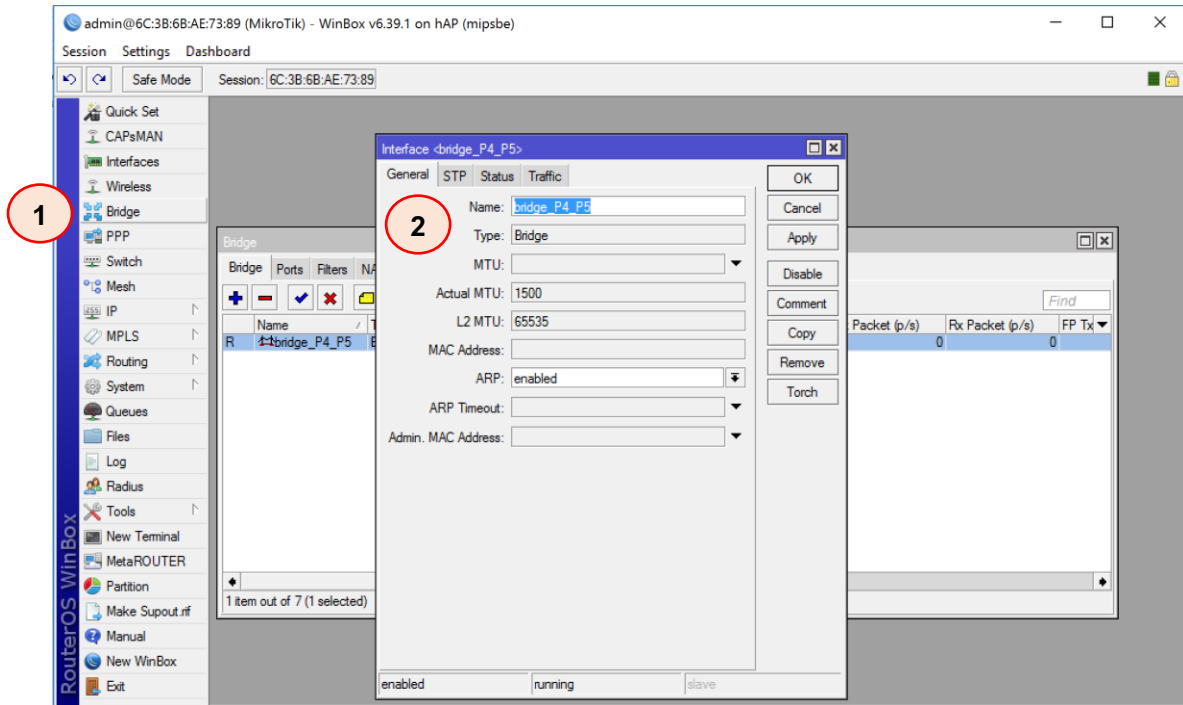 admin@6C:3B:6B:AE:73:89 (MikroTik) - WinBox v6.39.1 on hAP (mipsbe)
Session Settings Dashboard
Safe Mode Session: 6C:3B:6B:AE:73:89
Quick Set
CAPsMAN
Interfaces
Wireless
1
Bridge
PPP
Switch
Mesh
IP
MPLS
Routing
System
Queues
Files
Log
Radius
Tools
New Terminal
MetaROUTER
Partition
Make Supout.rif
Manual
New WinBox
Exit
RouterOS WinBox
Bridge
Bridge Ports Filters NA
Find
Name
Packet (p/s) Rx Packet (p/s) FP Tx
R bridge_P4_P5
0 0
1 item out of 7 (1 selected)
Interface <bridge_P4_P5>
General STP Status Traffic
2
Name: bridge_P4_P5
Type: Bridge
MTU:
Actual MTU: 1500
L2 MTU: 65535
MAC Address:
ARP: enabled
ARP Timeout:
Admin. MAC Address:
OK
Cancel
Apply
Disable
Comment
Copy
Remove
Torch
enabled running slave